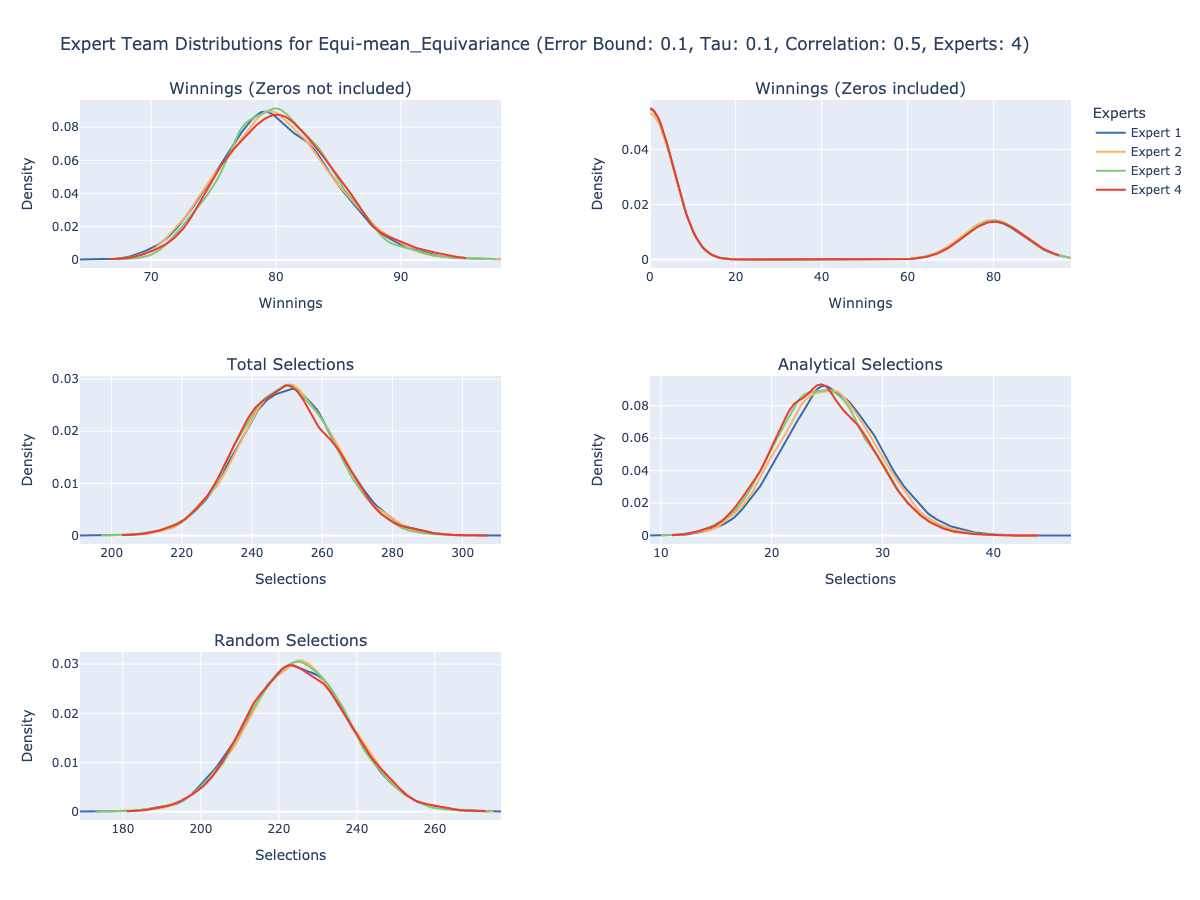 Expert Team Distributions for Equi-mean_Equivariance (Error Bound: 0.1, Tau: 0.1, Correlation: 0.5, Experts: 4)
Winnings (Zeros not included)
Density
0.08
0.06
0.04
0.02
0
70 80 90
Winnings
Winnings (Zeros included)
Density
0.04
0.02
0
0 20 40 60 80
Winnings
Experts
Expert 1
Expert 2
Expert 3
Expert 4
Total Selections
Density
0.03
0.02
0.01
0
200 220 240 260 280 300
Selections
Analytical Selections
Density
0.08
0.06
0.04
0.02
0
10 20 30 40
Selections
Random Selections
Density
0.03
0.02
0.01
0
180 200 220 240 260
Selections